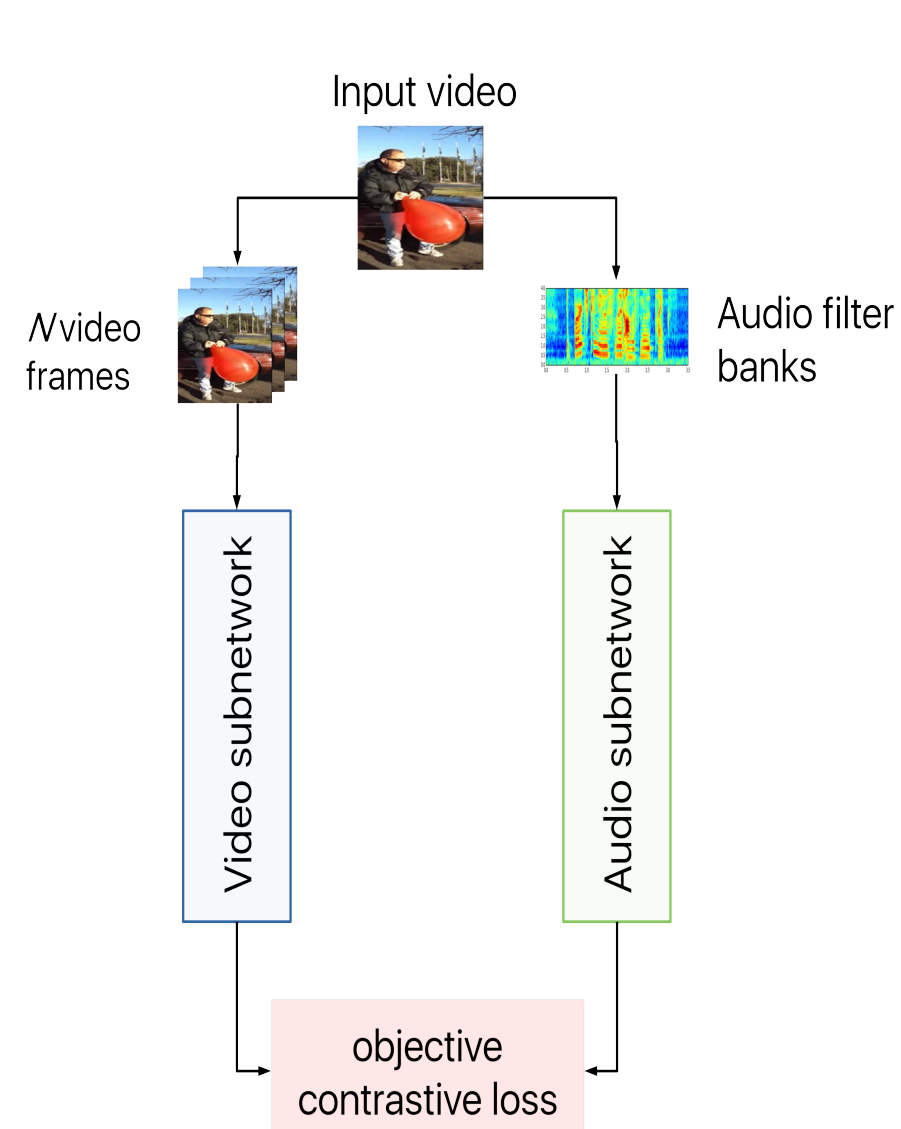 Input video
N video
frames
Audio filter
banks
Video subnetwork
Audio subnetwork
objective
contrastive loss